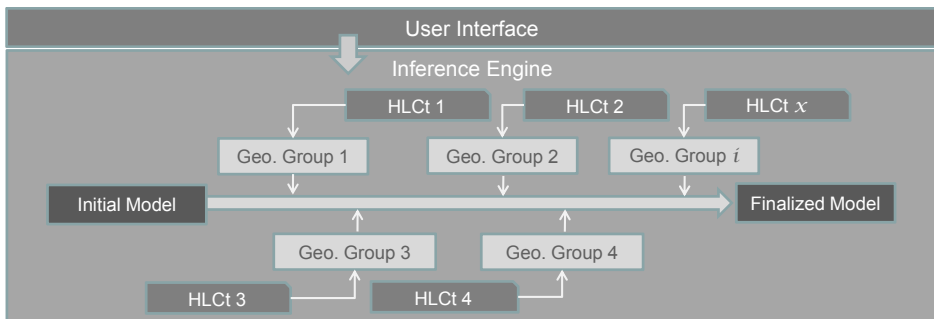 User Interface
Inference Engine
HLCt 1
HLCt 2
HLCt x
Geo. Group 1
Geo. Group 2
Geo. Group i
Initial Model
Finalized Model
Geo. Group 3
Geo. Group 4
HLCt 3
HLCt 4